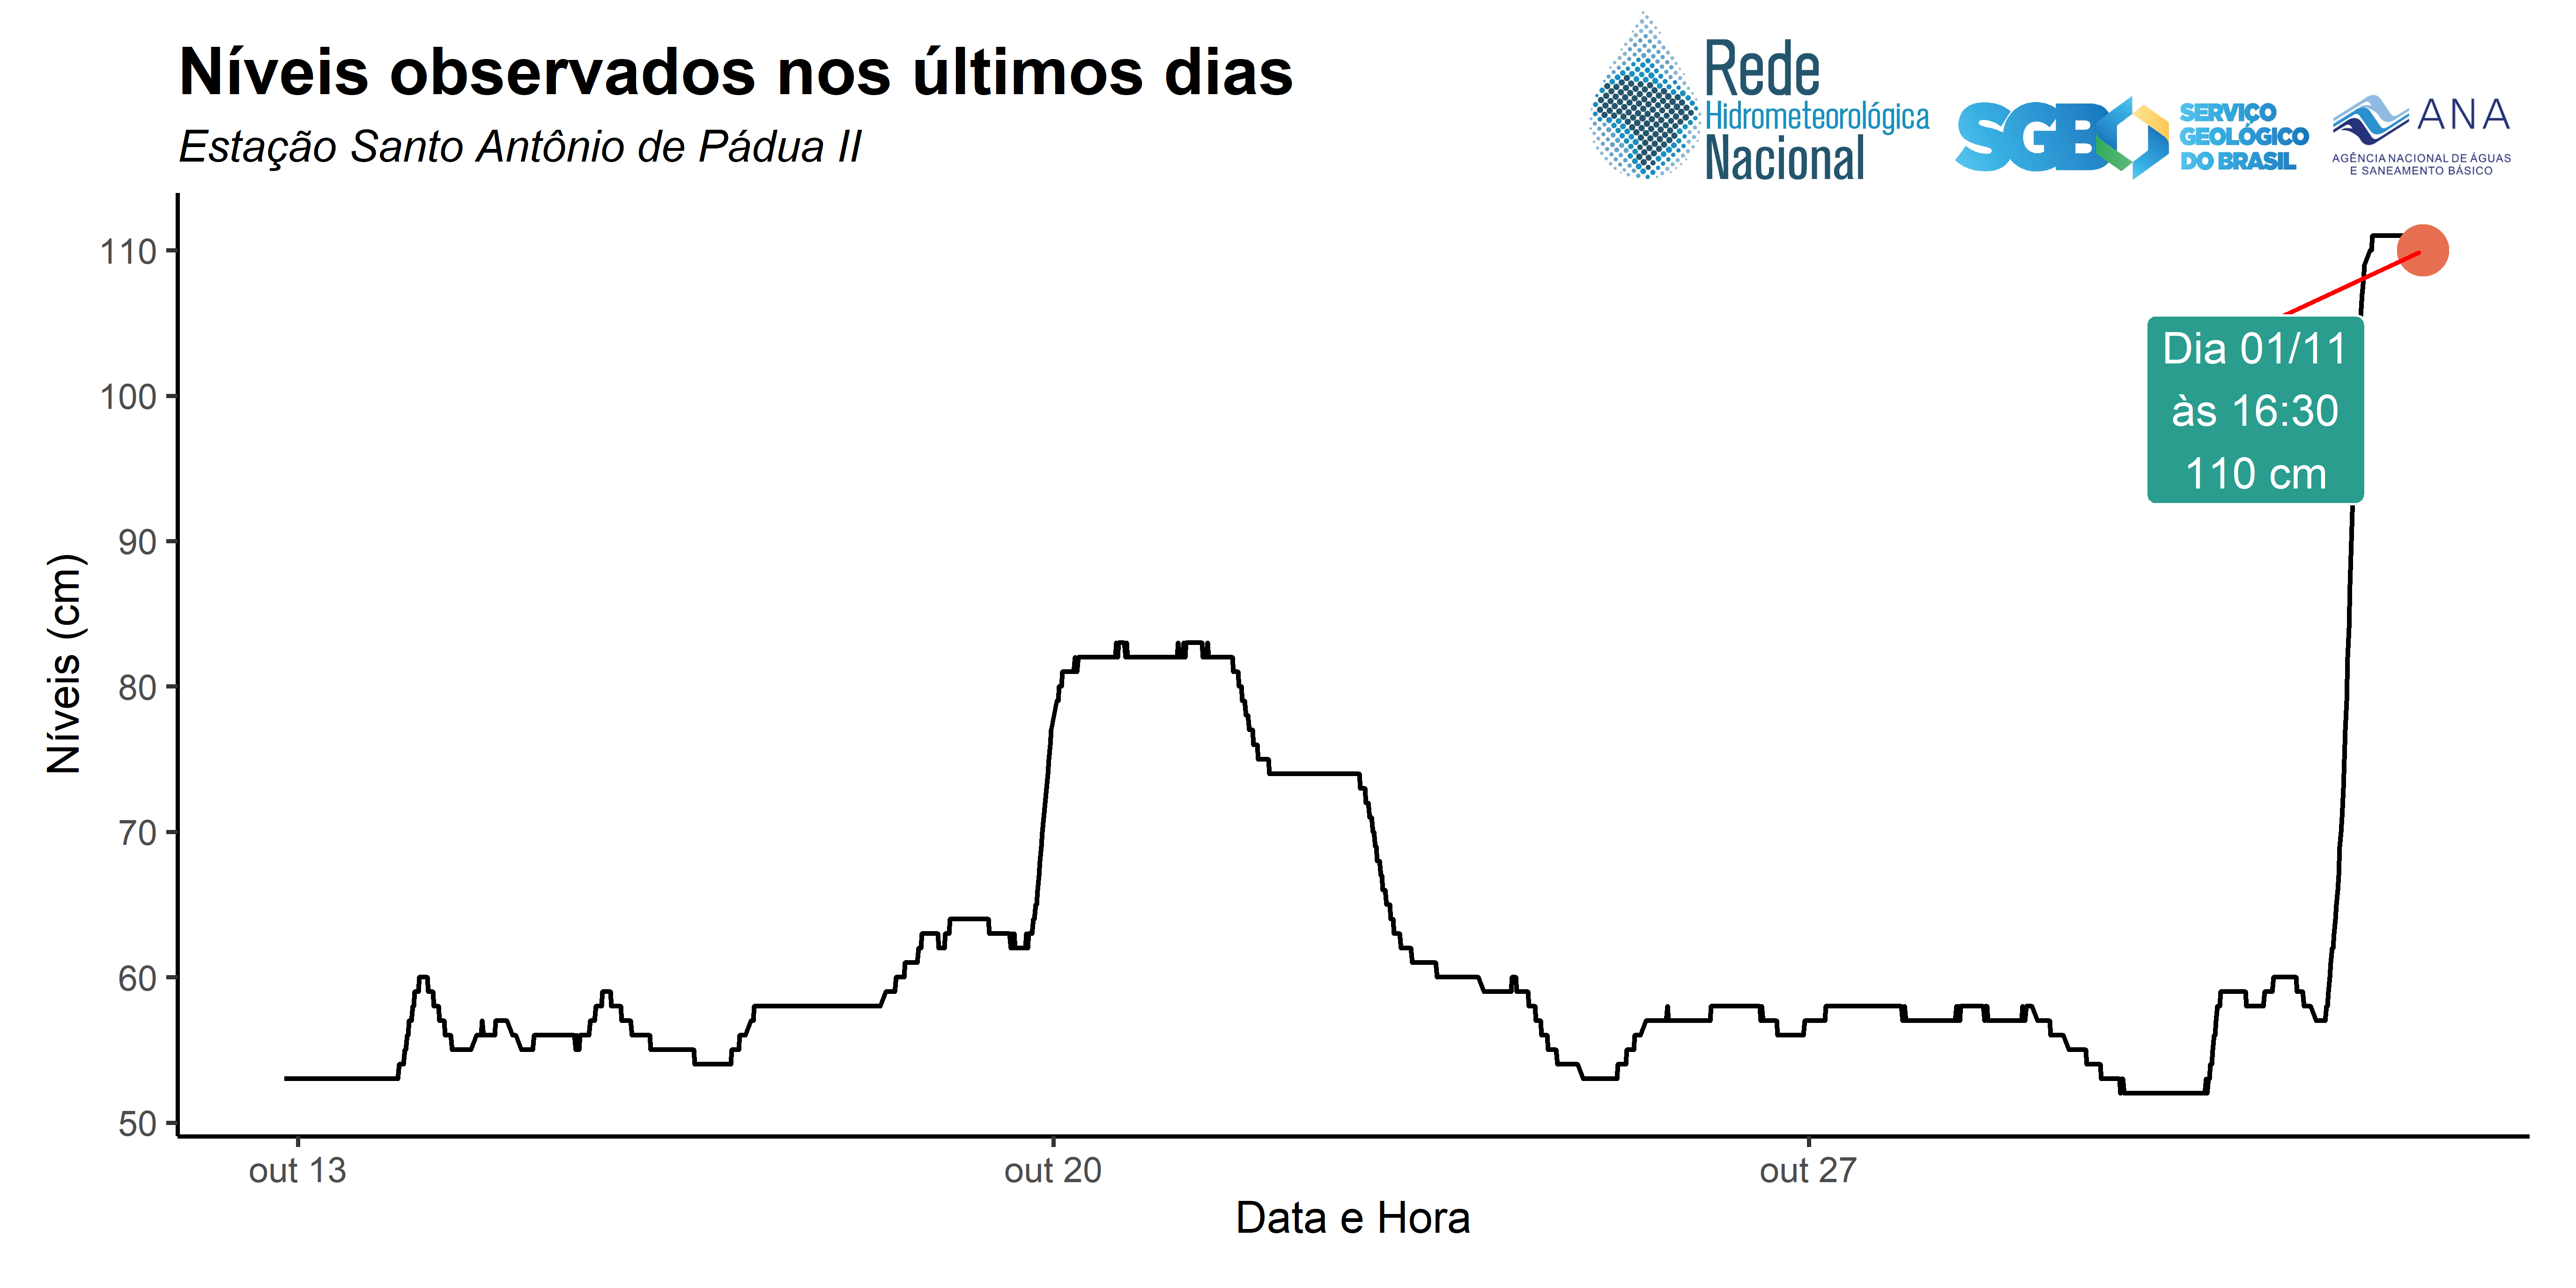 Níveis observados nos últimos dias
Estação Santo Antônio de Pádua II
Rede
Hidrometeorológica
Nacional
SGB
SERVIÇO
GEOLÓGICO
DO BRASIL
ANA
AGÊNCIA NACIONAL DE ÁGUAS
E SANEAMENTO BÁSICO
Níveis (cm)
110
100
90
80
70
60
50
Dia 01/11
às 16:30
110 cm
out 13
out 20
out 27
Data e Hora